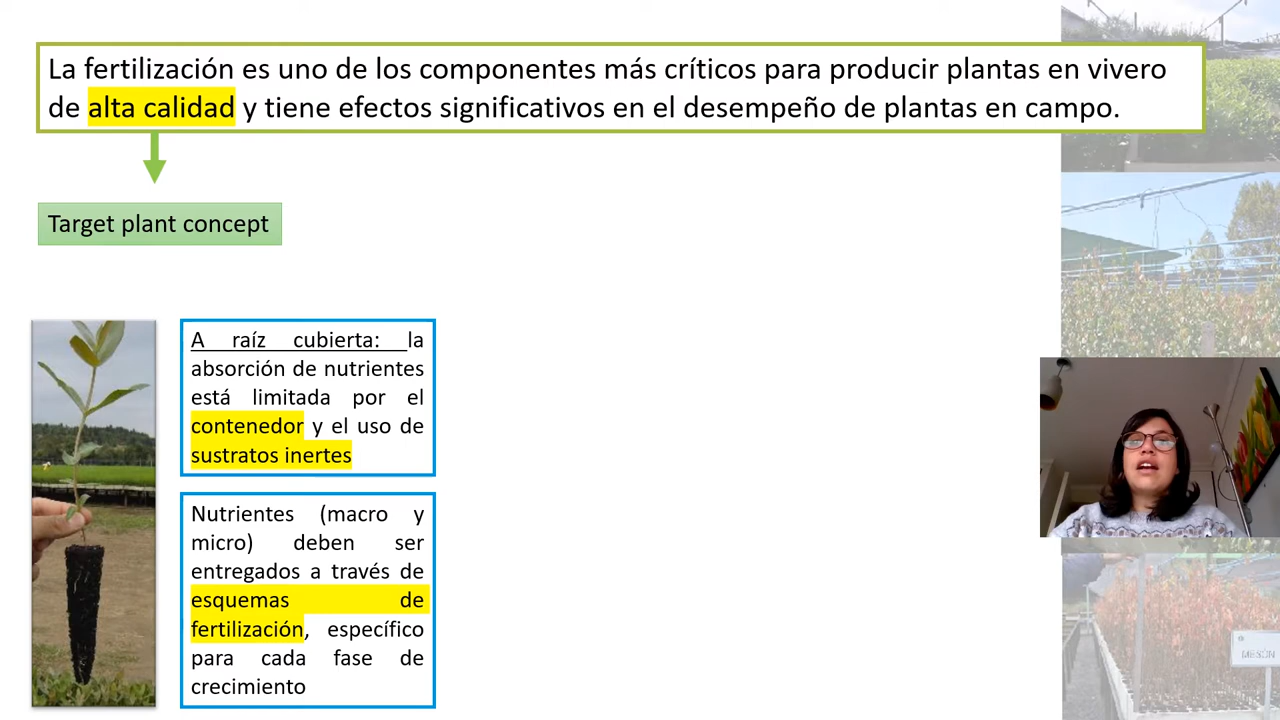 La fertilización es uno de los componentes más críticos para producir plantas en vivero
de alta calidad y tiene efectos significativos en el desempeño de plantas en campo.
Target plant concept
A raíz cubierta: la
absorción de nutrientes
está limitada por el
contenedor y el uso de
sustratos inertes
Nutrientes (macro y
micro) deben ser
entregados a través de
esquemas de
fertilización, específico
para cada fase de
crecimiento
MESÓN